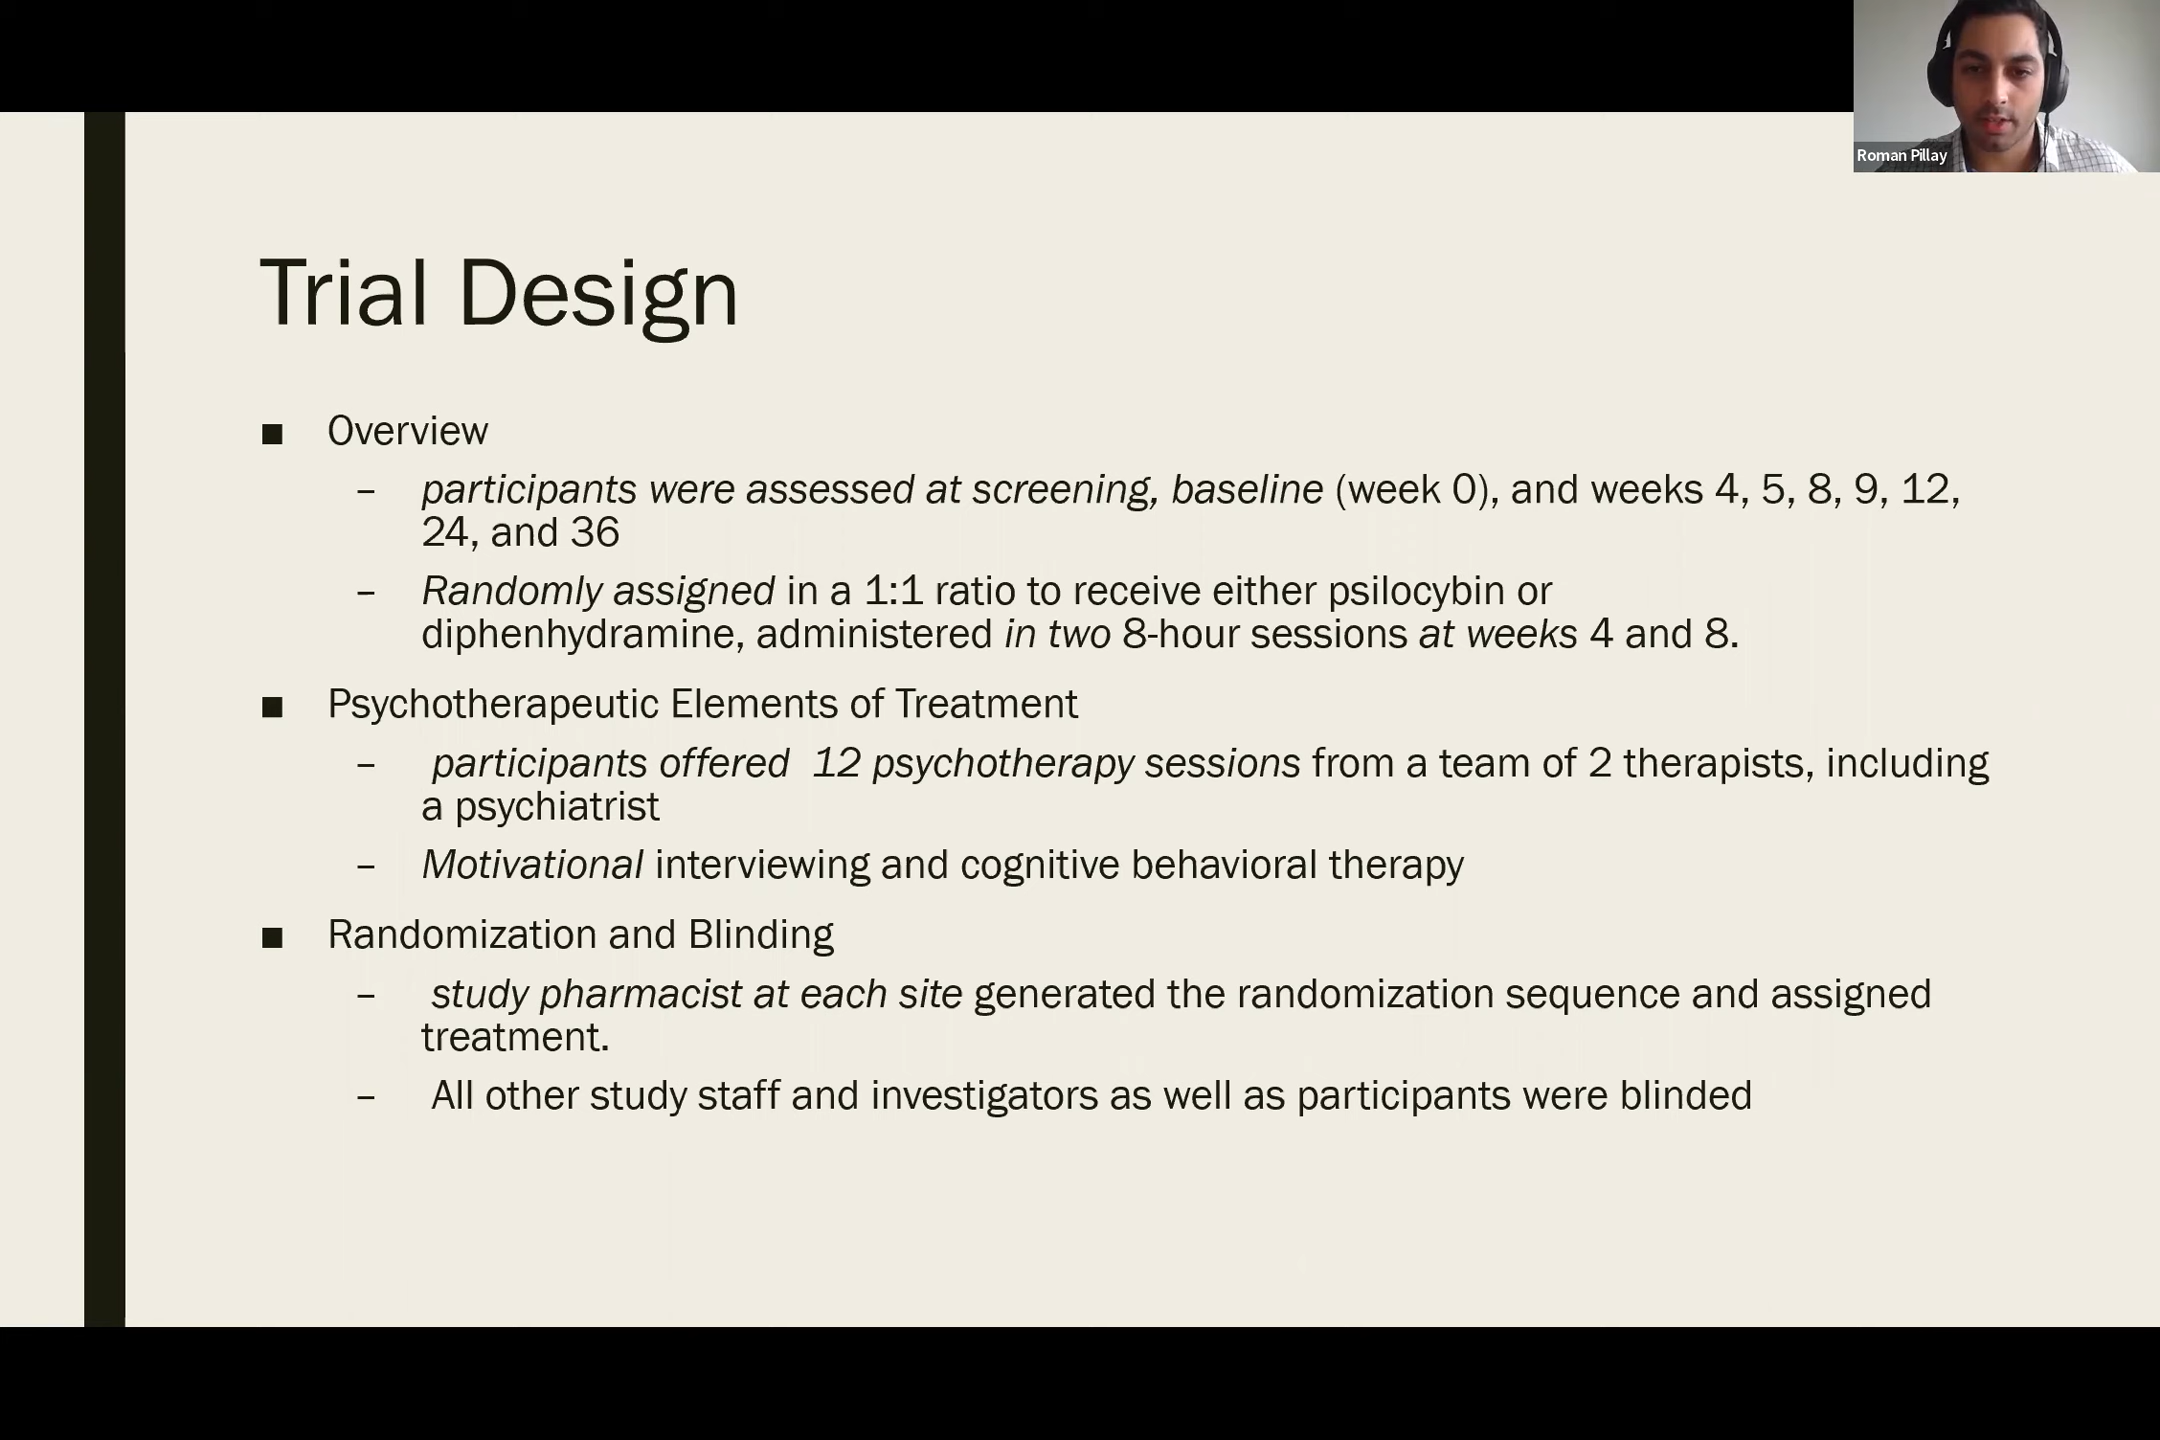 Roman Pillay
Trial Design
■ Overview
– participants were assessed at screening, baseline (week 0), and weeks 4, 5, 8, 9, 12,
24, and 36
– Randomly assigned in a 1:1 ratio to receive either psilocybin or
diphenhydramine, administered in two 8-hour sessions at weeks 4 and 8.
■ Psychotherapeutic Elements of Treatment
– participants offered  12 psychotherapy sessions from a team of 2 therapists, including
a psychiatrist
– Motivational interviewing and cognitive behavioral therapy
■ Randomization and Blinding
– study pharmacist at each site generated the randomization sequence and assigned
treatment.
– All other study staff and investigators as well as participants were blinded